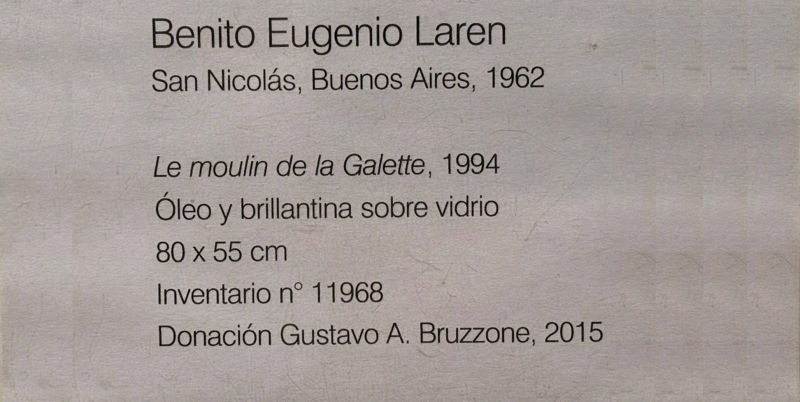 Benito Eugenio Laren
San Nicolás, Buenos Aires, 1962
Le moulin de la Galette, 1994
Óleo y brillantina sobre vidrio
80 x 55 cm
Inventario n° 11968
Donación Gustavo A. Bruzzone, 2015